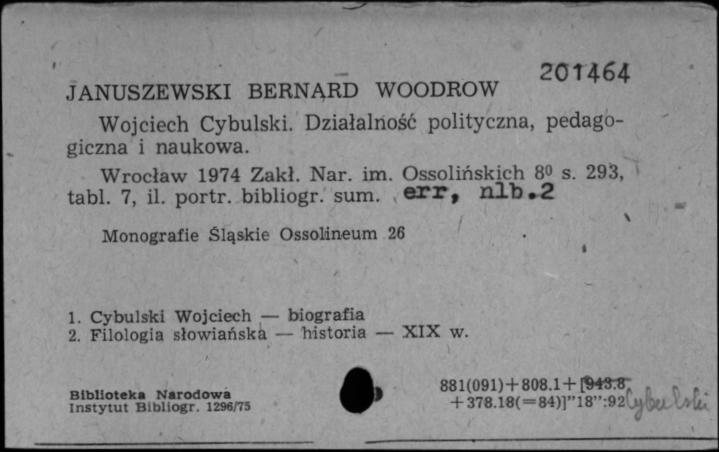 201464
JANUSZEWSKI BERNARD WOODROW
Wojciech Cybulski. Działalność polityczna, pedago-
giczna i naukowa.
Wrocław 1974 Zakł. Nar. im. Ossolińskich 8⁰ s. 293,
tabl. 7, il. portr. bibliogr. sum. err, nlb.2
Monografie Śląskie Ossolineum 26
1. Cybulski Wojciech — biografia
2. Filologia słowiańska — historia — XIX w.
881(091)+808.1+[943.8
Biblioteka Narodowa
Instytut Bibliogr. 1296/75
+378.18(=84)]"18":92 Cybulski